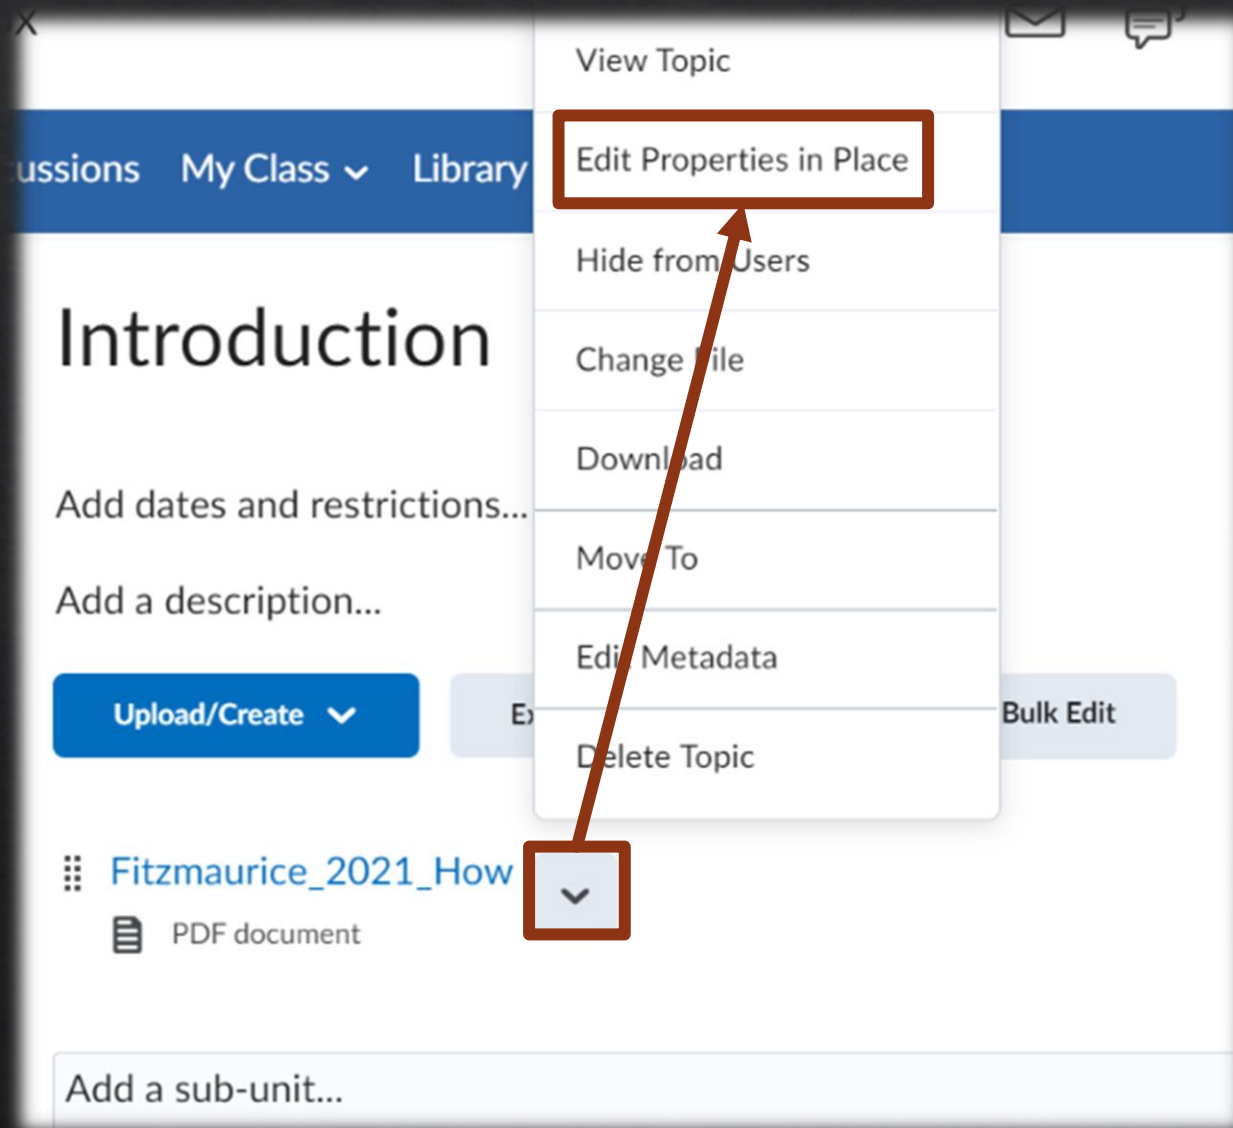 View Topic
ussions My Class Library
Edit Properties in Place
Hide from Users
Introduction
Change File
Download
Add dates and restrictions...
Move To
Add a description...
Edit Metadata
Upload/Create
Bulk Edit
Delete Topic
Fitzmaurice_2021_How
PDF document
Add a sub-unit...